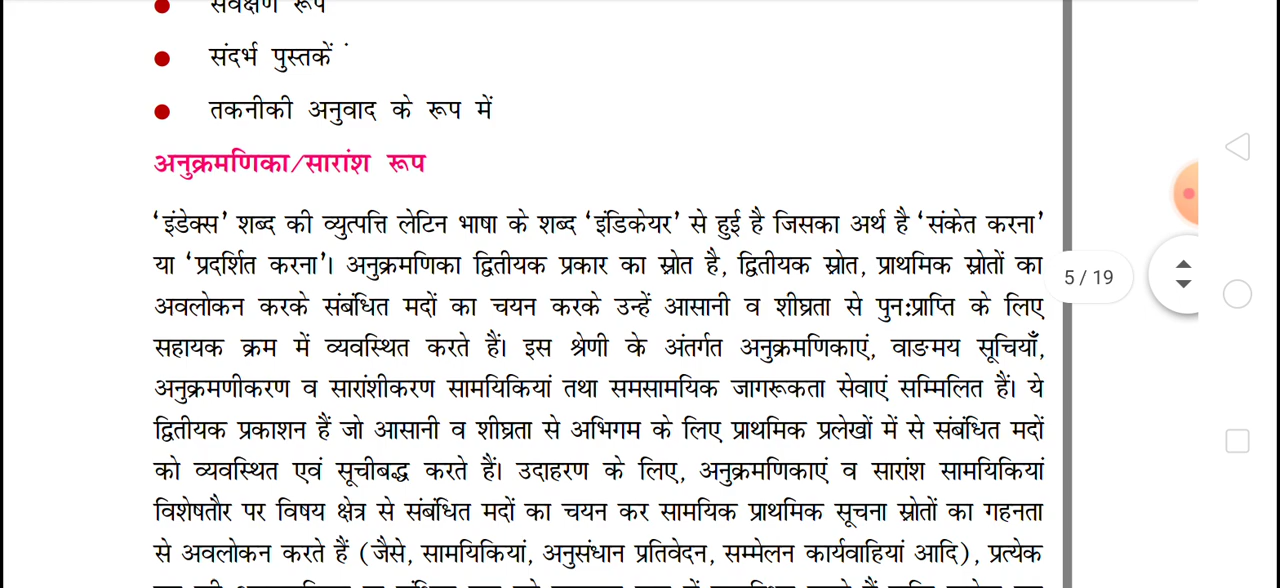 सर्वेक्षण रूप
संदर्भ पुस्तकें
तकनीकी अनुवाद के रूप में
अनुक्रमणिका/सारांश रूप
‘इंडेक्स’ शब्द की व्युत्पत्ति लेटिन भाषा के शब्द ‘इंडिकेयर’ से हुई है जिसका अर्थ है ‘संकेत करना’
या ‘प्रदर्शित करना’। अनुक्रमणिका द्वितीयक प्रकार का स्रोत है, द्वितीयक स्रोत, प्राथमिक स्रोतों का
अवलोकन करके संबंधित मदों का चयन करके उन्हें आसानी व शीघ्रता से पुन:प्राप्ति के लिए
सहायक क्रम में व्यवस्थित करते हैं। इस श्रेणी के अंतर्गत अनुक्रमणिकाएं, वाङमय सूचियाँ,
अनुक्रमणीकरण व सारांशीकरण सामयिकियां तथा समसामयिक जागरूकता सेवाएं सम्मिलित हैं। ये
द्वितीयक प्रकाशन हैं जो आसानी व शीघ्रता से अभिगम के लिए प्राथमिक प्रलेखों में से संबंधित मदों
को व्यवस्थित एवं सूचीबद्ध करते हैं। उदाहरण के लिए, अनुक्रमणिकाएं व सारांश सामयिकियां
विशेषतौर पर विषय क्षेत्र से संबंधित मदों का चयन कर सामयिक प्राथमिक सूचना स्रोतों का गहनता
से अवलोकन करते हैं (जैसे, सामयिकियां, अनुसंधान प्रतिवेदन, सम्मेलन कार्यवाहियां आदि), प्रत्येक
5 / 19